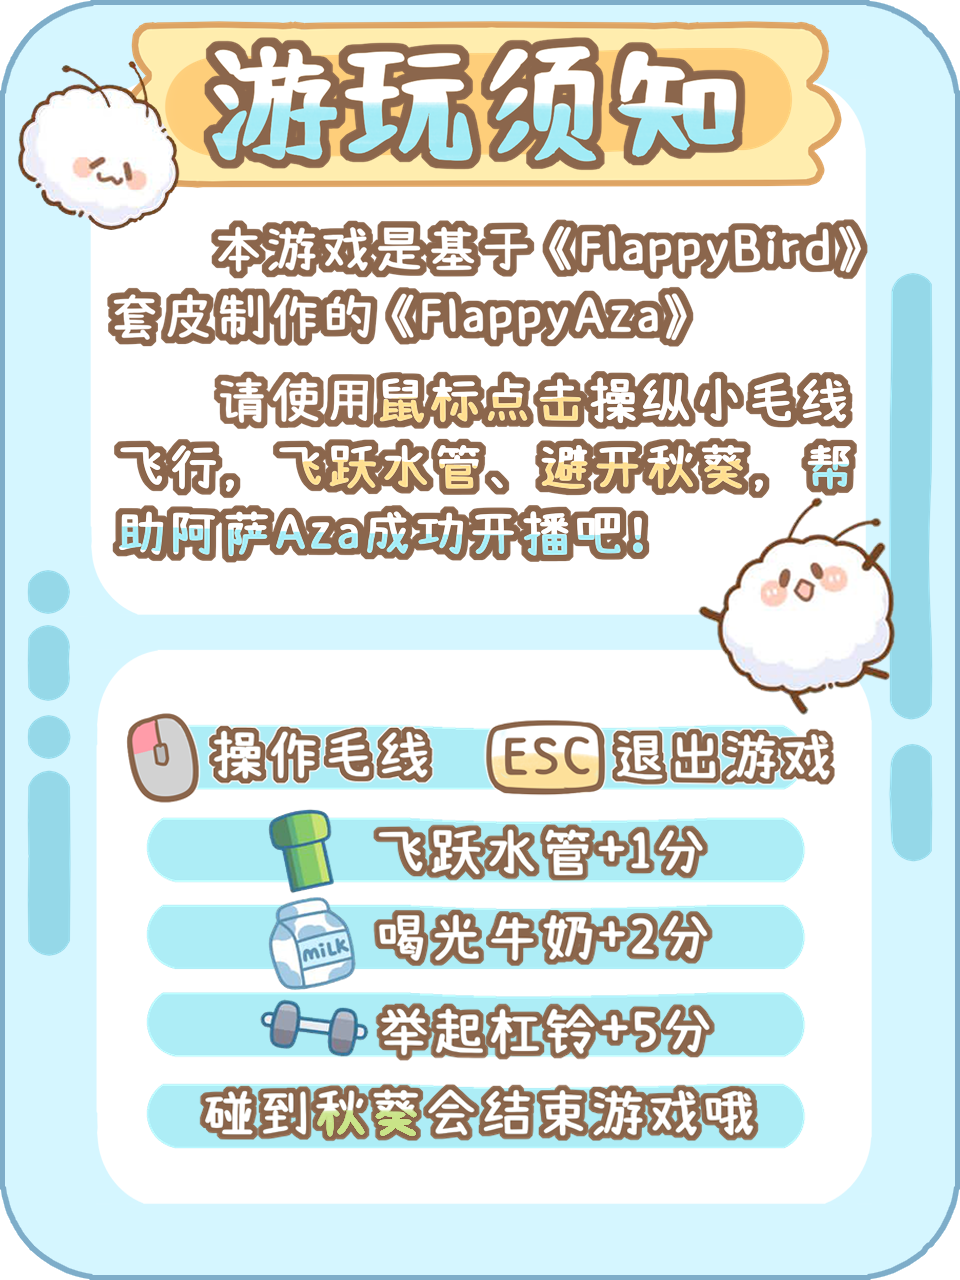 游玩须知
本游戏是基于《FlappyBird》
套皮制作的《FlappyAza》
请使用鼠标点击操纵小毛线
飞行，飞跃水管、避开秋葵，帮
助阿萨Aza成功开播吧！
操作毛线 ESC 退出游戏
飞跃水管+1分
MiLK 喝光牛奶+2分
举起杠铃+5分
碰到秋葵会结束游戏哦